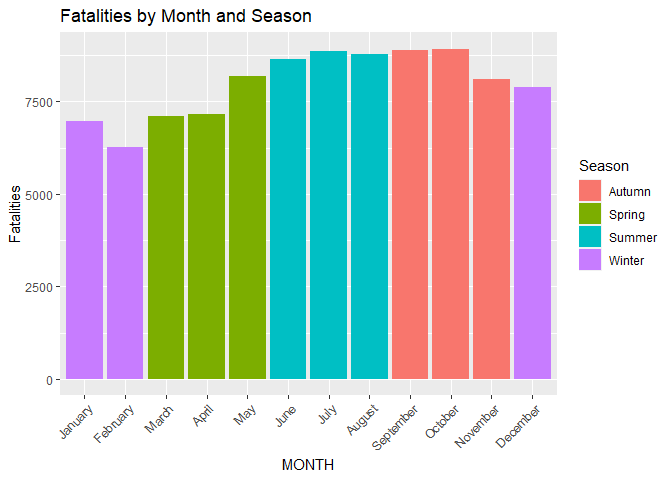 Fatalities by Month and Season
Fatalities
7500
5000
2500
0
January
February
March
April
May
June
July
August
September
October
November
December
MONTH
Season
Autumn
Spring
Summer
Winter